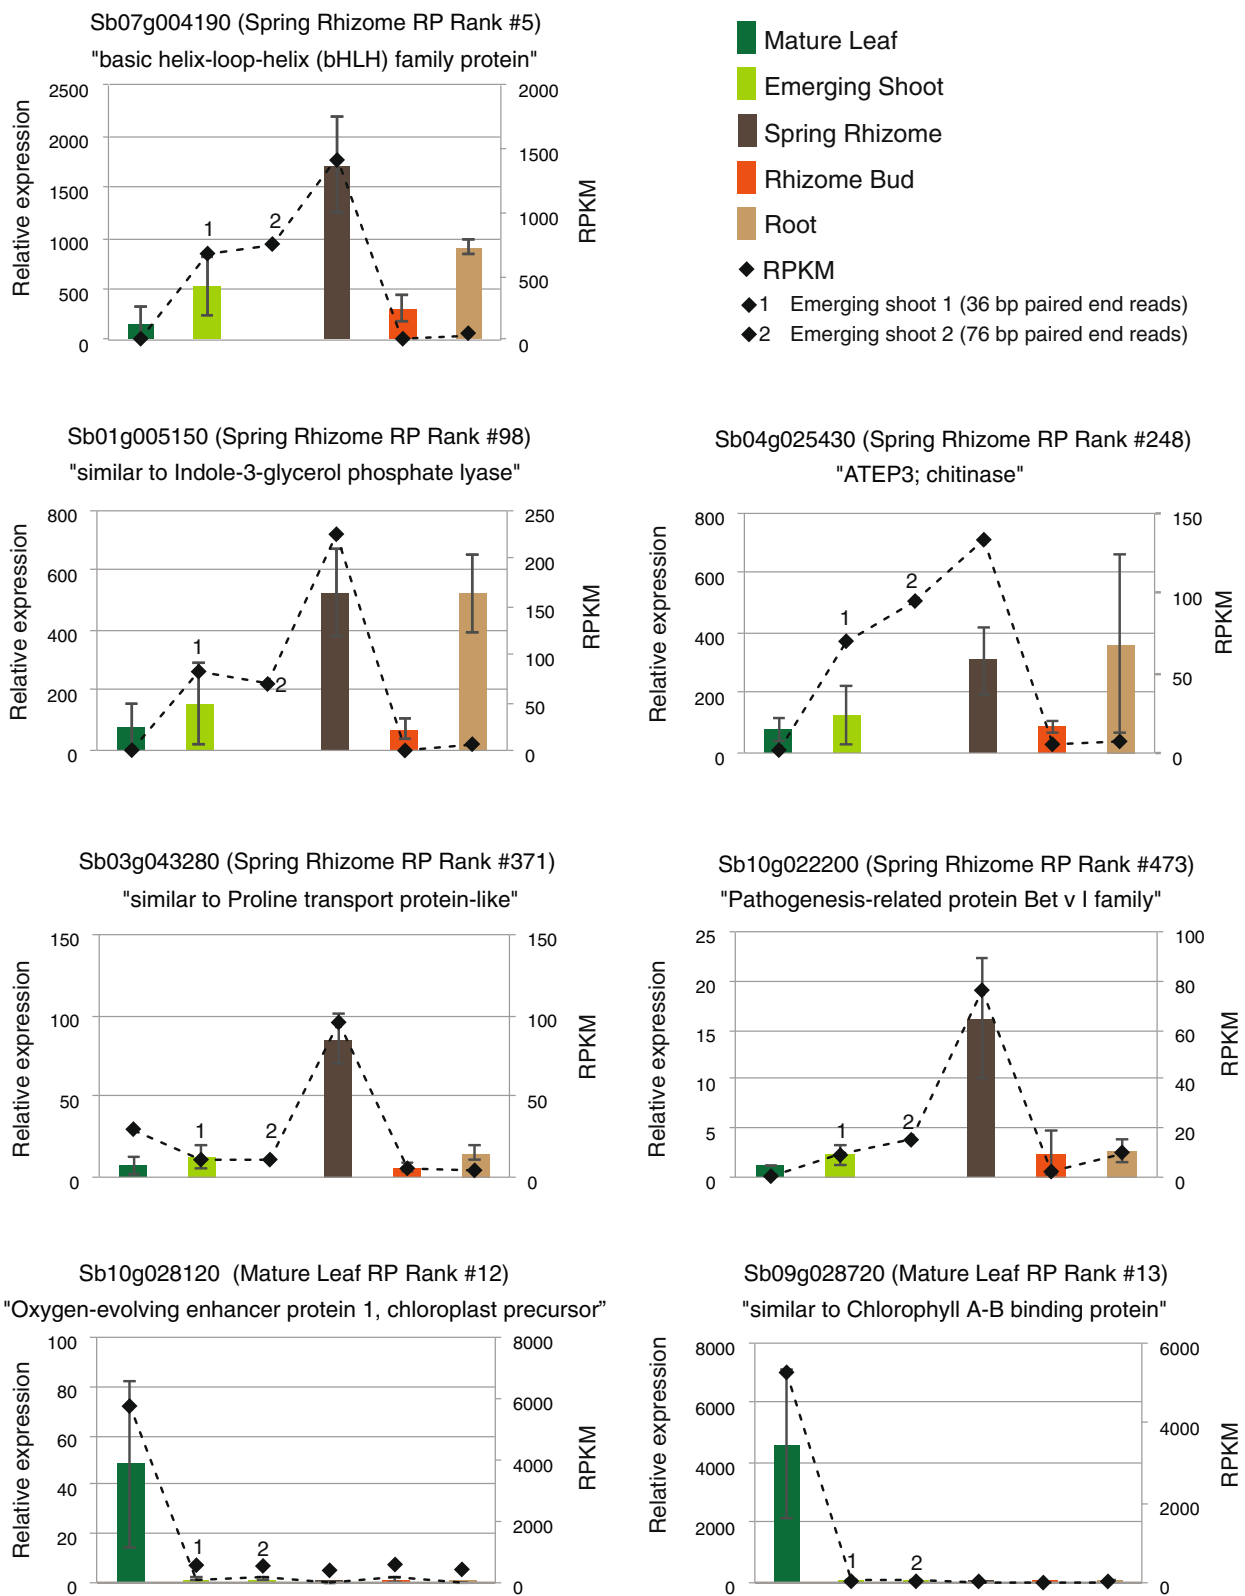 Sb07g004190 (Spring Rhizome RP Rank #5)
"basic helix-loop-helix (bHLH) family protein"
Relative expression
2500
2000
1500
1000
500
0
1
2
2000
1500
1000
500
0
RPKM
Mature Leaf
Emerging Shoot
Spring Rhizome
Rhizome Bud
Root
RPKM
1 Emerging shoot 1 (36 bp paired end reads)
2 Emerging shoot 2 (76 bp paired end reads)
Sb01g005150 (Spring Rhizome RP Rank #98)
"similar to Indole-3-glycerol phosphate lyase"
Relative expression
800
600
400
200
0
1
2
250
200
150
100
50
0
RPKM
Sb04g025430 (Spring Rhizome RP Rank #248)
"ATEP3; chitinase"
Relative expression
800
600
400
200
0
1
2
150
100
50
0
RPKM
Sb03g043280 (Spring Rhizome RP Rank #371)
"similar to Proline transport protein-like"
Relative expression
150
100
50
0
1
2
150
100
50
0
RPKM
Sb10g022200 (Spring Rhizome RP Rank #473)
"Pathogenesis-related protein Bet v I family"
Relative expression
25
20
15
10
5
0
1
2
100
80
60
40
20
0
RPKM
Sb10g028120 (Mature Leaf RP Rank #12)
"Oxygen-evolving enhancer protein 1, chloroplast precursor”
Relative expression
100
80
60
40
20
0
1
2
8000
6000
4000
2000
0
RPKM
Sb09g028720 (Mature Leaf RP Rank #13)
"similar to Chlorophyll A-B binding protein"
Relative expression
8000
6000
4000
2000
0
1
2
6000
4000
2000
0
RPKM